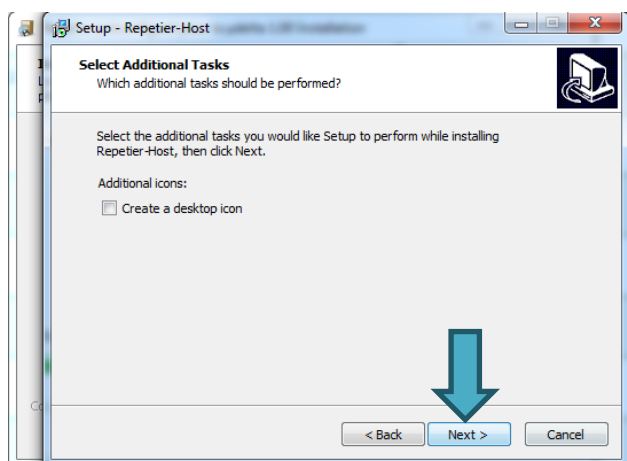 Setup - Repetier-Host
Select Additional Tasks
Which additional tasks should be performed?
Select the additional tasks you would like Setup to perform while installing
Repetier-Host, then click Next.
Additional icons:
Create a desktop icon
< Back
Next >
Cancel